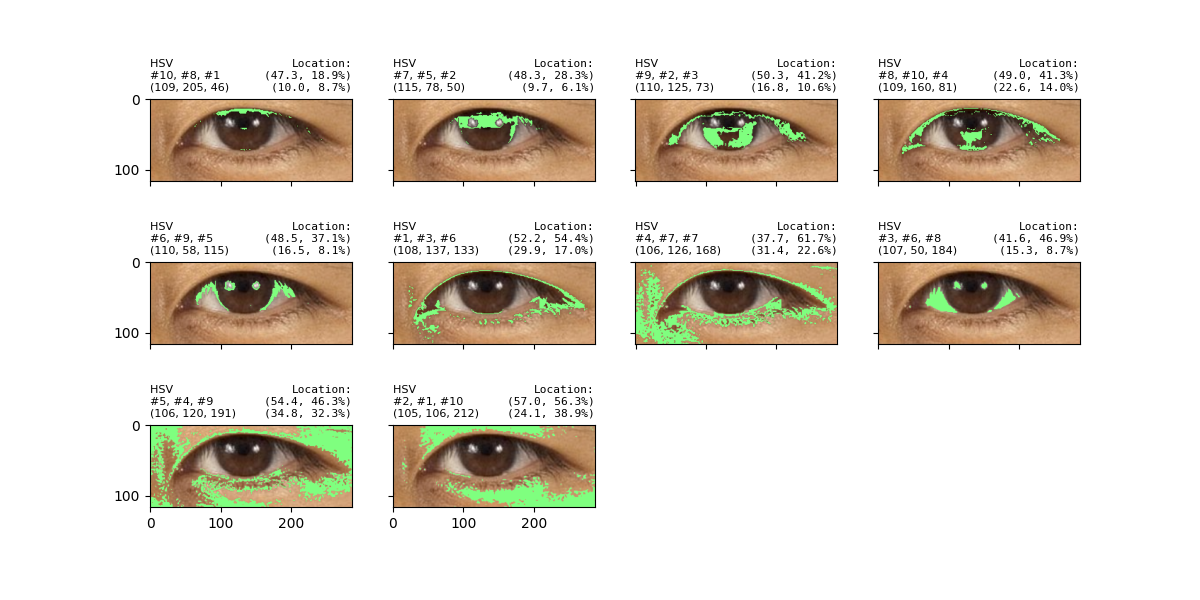 HSV Location:
#10, #8, #1 (47.3, 18.9%)
(109, 205, 46) (10.0, 8.7%)
HSV Location:
#7, #5, #2 (48.3, 28.3%)
(115, 78, 50) (9.7, 6.1%)
HSV Location:
#9, #2, #3 (50.3, 41.2%)
(110, 125, 73) (16.8, 10.6%)
HSV Location:
#8, #10, #4 (49.0, 41.3%)
(109, 160, 81) (22.6, 14.0%)
0
100
HSV Location:
#6, #9, #5 (48.5, 37.1%)
(110, 58, 115) (16.5, 8.1%)
HSV Location:
#1, #3, #6 (52.2, 54.4%)
(108, 137, 133) (29.9, 17.0%)
HSV Location:
#4, #7, #7 (37.7, 61.7%)
(106, 126, 168) (31.4, 22.6%)
HSV Location:
#3, #6, #8 (41.6, 46.9%)
(107, 50, 184) (15.3, 8.7%)
0
100
HSV Location:
#5, #4, #9 (54.4, 46.3%)
(106, 120, 191) (34.8, 32.3%)
HSV Location:
#2, #1, #10 (57.0, 56.3%)
(105, 106, 212) (24.1, 38.9%)
0
100
0 100 200
0 100 200